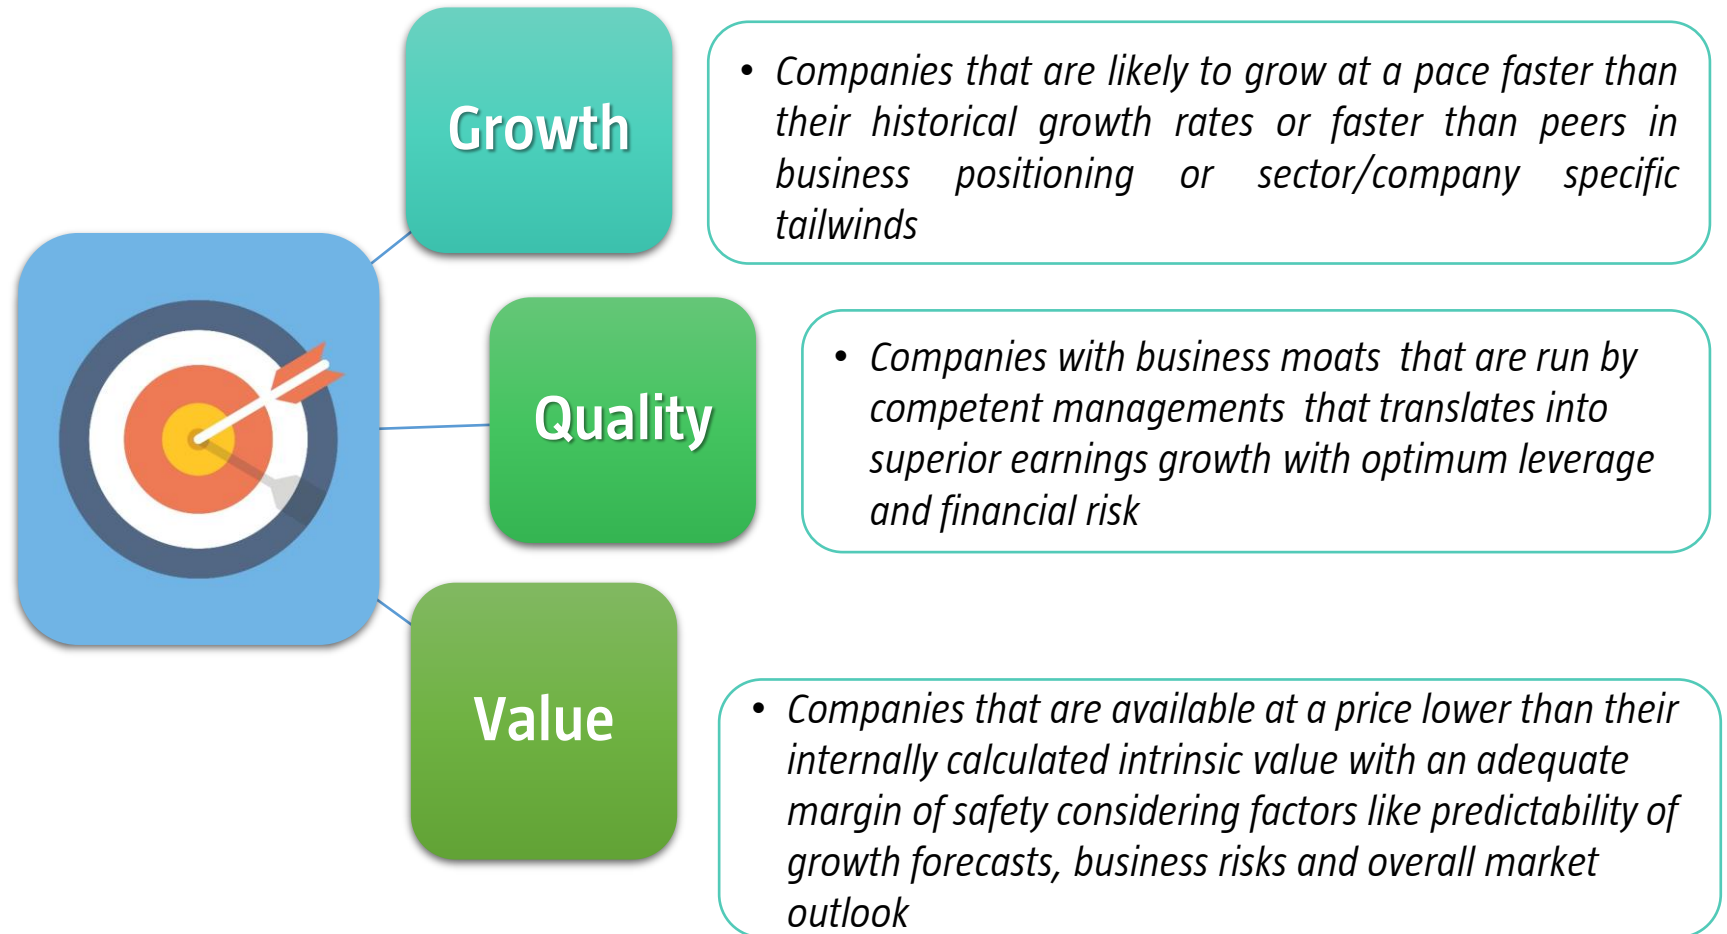 Growth
• Companies that are likely to grow at a pace faster than
their historical growth rates or faster than peers in
business positioning or sector/company specific
tailwinds
Quality
• Companies with business moats that are run by
competent managements that translates into
superior earnings growth with optimum leverage
and financial risk
Value
• Companies that are available at a price lower than their
internally calculated intrinsic value with an adequate
margin of safety considering factors like predictability of
growth forecasts, business risks and overall market
outlook